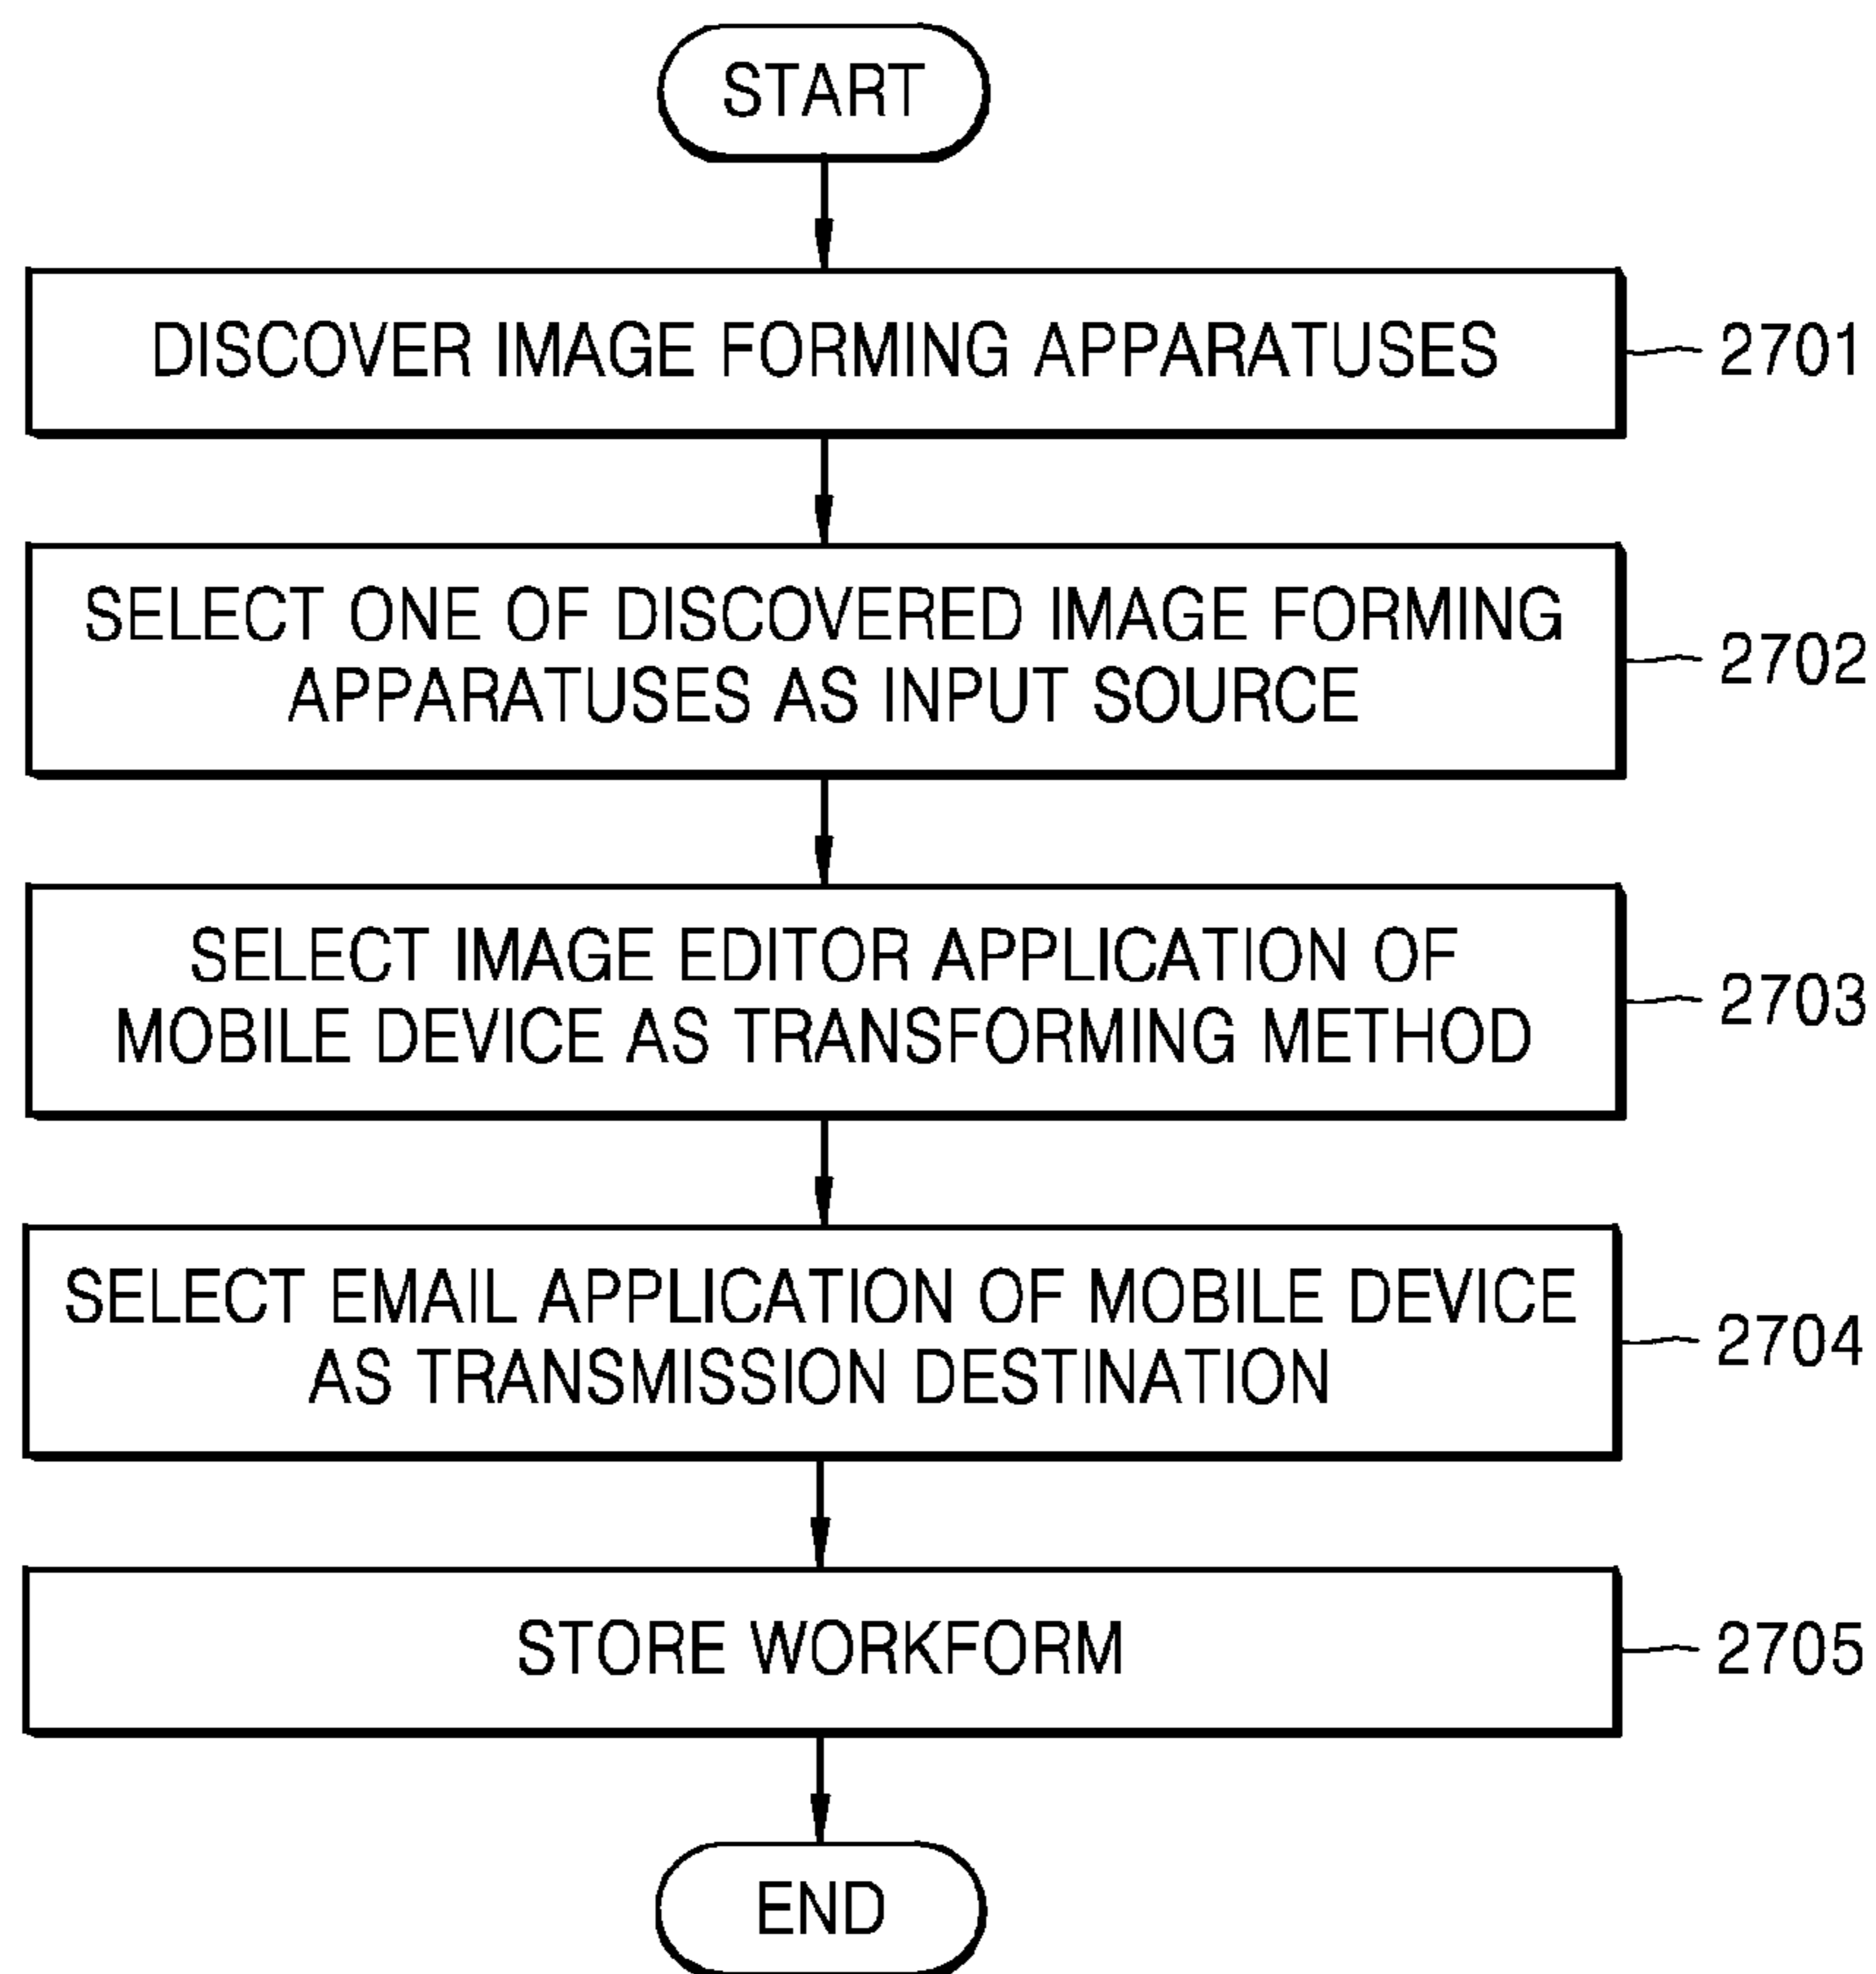 START
DISCOVER IMAGE FORMING APPARATUSES
2701
SELECT ONE OF DISCOVERED IMAGE FORMING
APPARATUSES AS INPUT SOURCE
2702
SELECT IMAGE EDITOR APPLICATION OF
MOBILE DEVICE AS TRANSFORMING METHOD
2703
SELECT EMAIL APPLICATION OF MOBILE DEVICE
AS TRANSMISSION DESTINATION
2704
STORE WORKFORM
2705
END